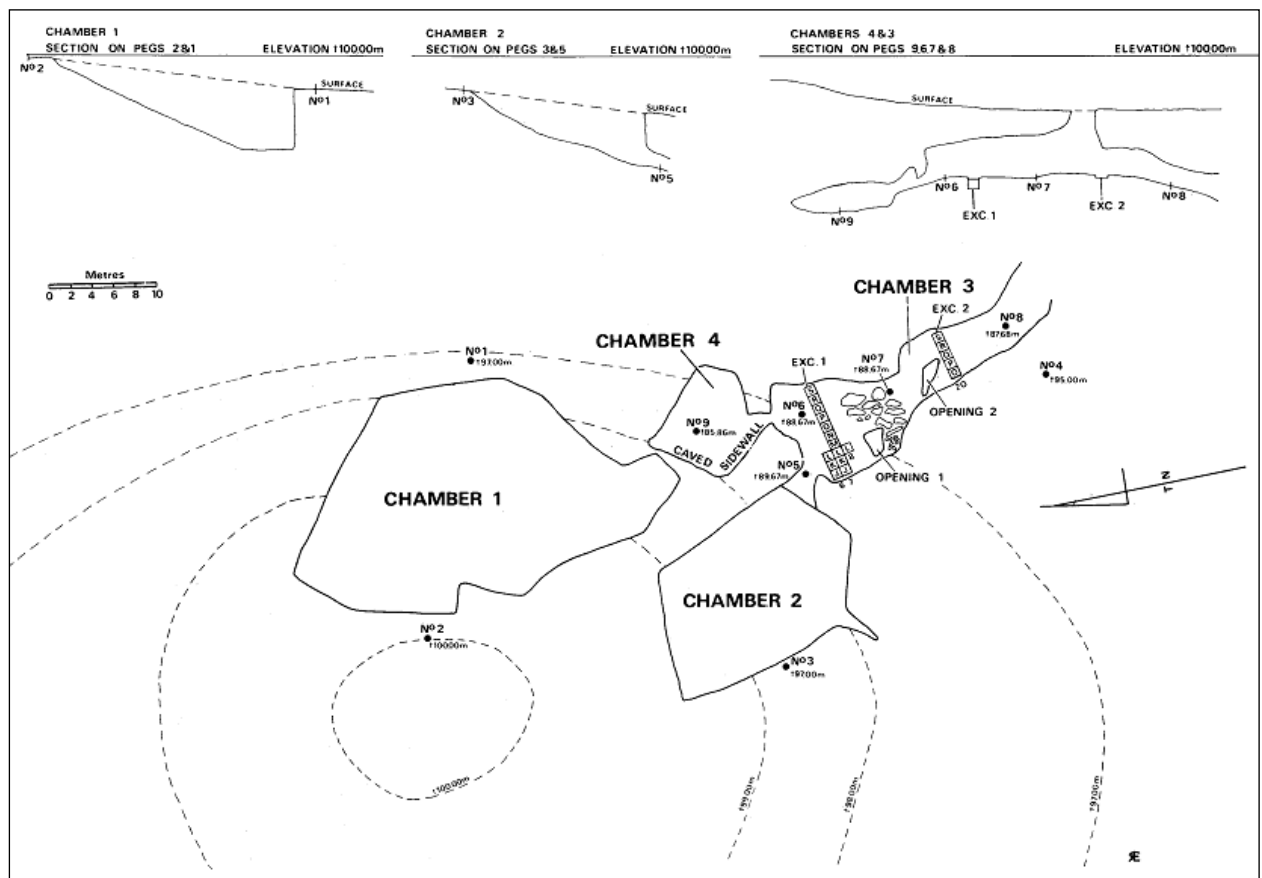 CHAMBER 1
SECTION ON PEGS 2&1 ELEVATION †100.00m
Nº2
SURFACE
Nº1
CHAMBER 2
SECTION ON PEGS 3&5 ELEVATION †100.00m
Nº3
SURFACE
Nº5
CHAMBERS 4&3
SECTION ON PEGS 9,6,7 & 8 ELEVATION †100.00m
SURFACE
Nº6
Nº7
Nº8
Nº9
EXC.1
EXC 2
Metres
0 2 4 6 8 10
CHAMBER 3
EXC. 2
Nº8
†87.68m
Nº4
†95.00m
CHAMBER 4
EXC. 1
Nº7
†88.67m
Nº1
†97.00m
Nº6
†88.67m
20
OPENING 2
Nº9
†85.86m
CAVED SIDEWALL
Nº5
†89.67m
OPENING 1
CHAMBER 1
TN
CHAMBER 2
Nº2
†100.00m
Nº3
†97.00m
†100.00m
†99.00m
†98.00m
†97.00m